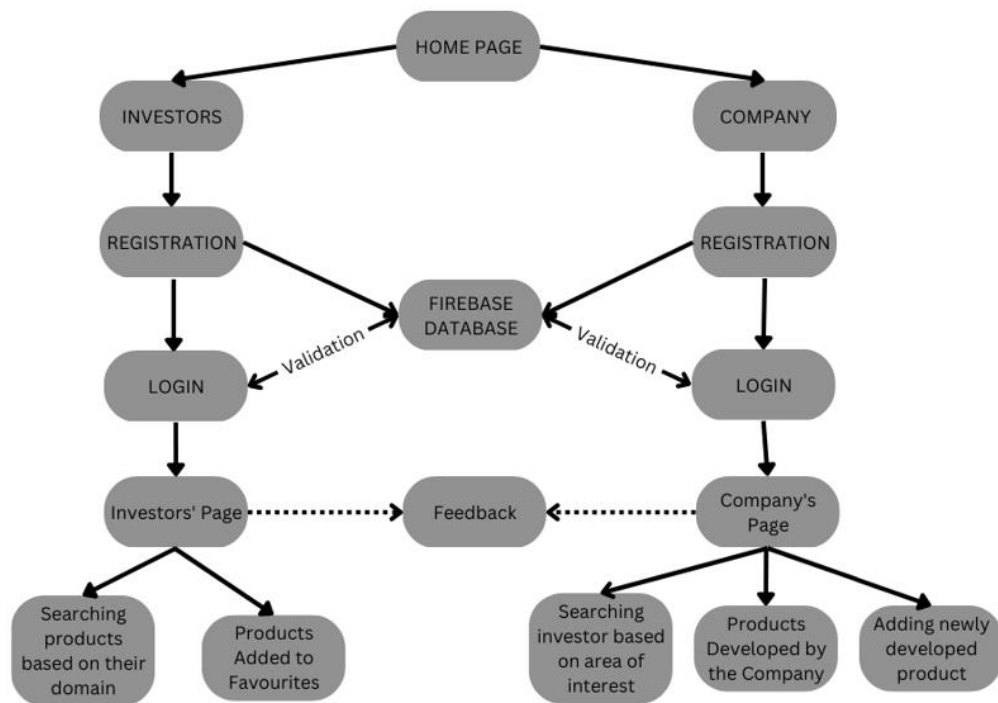 HOME PAGE
INVESTORS
COMPANY
REGISTRATION
REGISTRATION
FIREBASE
DATABASE
Validation
Validation
LOGIN
LOGIN
Investors' Page
Feedback
Company's
Page
Searching
products
based on their
domain
Products
Added to
Favourites
Searching
investor based
on area of
interest
Products
Developed by
the Company
Adding newly
developed
product